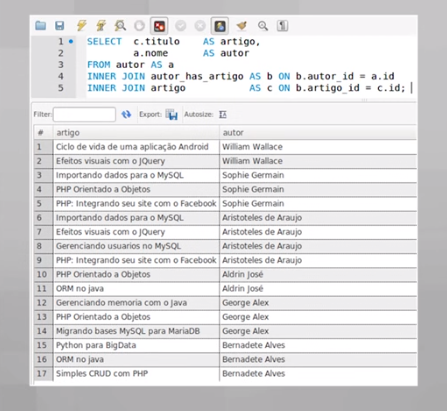 1 SELECT c.titulo AS artigo,
2 a.nome AS autor
3 FROM autor AS a
4 INNER JOIN autor_has_artigo AS b ON b.autor_id = a.id
5 INNER JOIN artigo AS c ON b.artigo_id = c.id;
Filter: Export: Autosize:
# artigo autor
1 Ciclo de vida de uma aplicação Android William Wallace
2 Efeitos visuais com o JQuery William Wallace
3 Importando dados para o MySQL Sophie Germain
4 PHP Orientado a Objetos Sophie Germain
5 PHP: Integrando seu site com o Facebook Sophie Germain
6 Importando dados para o MySQL Aristoteles de Araujo
7 Efeitos visuais com o JQuery Aristoteles de Araujo
8 Gerenciando usuarios no MySQL Aristoteles de Araujo
9 PHP: Integrando seu site com o Facebook Aristoteles de Araujo
10 PHP Orientado a Objetos Aldrin José
11 ORM no java Aldrin José
12 Gerenciando memoria com o Java George Alex
13 PHP Orientado a Objetos George Alex
14 Migrando bases MySQL para MariaDB George Alex
15 Python para BigData Bernadete Alves
16 ORM no java Bernadete Alves
17 Simples CRUD com PHP Bernadete Alves